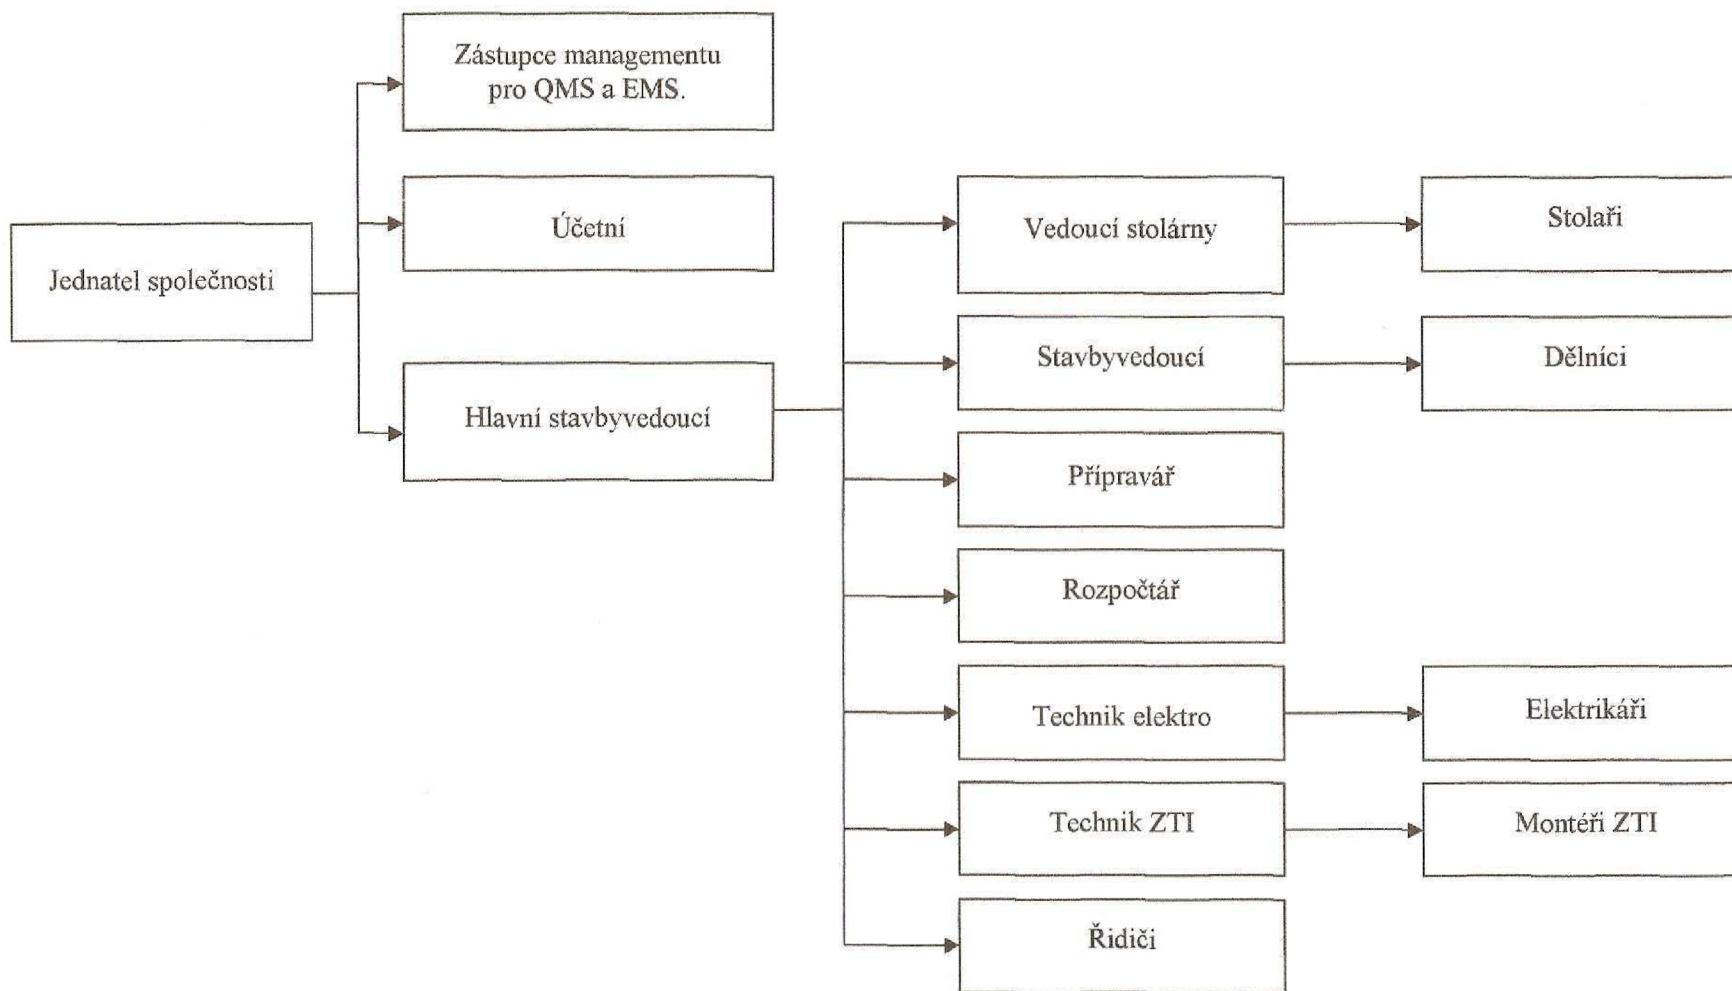 Zástupce managementu
pro QMS a EMS.
Účetní
Jednatel společnosti
Hlavní stavbyvedoucí
Vedoucí stolárny
Stolaři
Stavbyvedoucí
Dělníci
Přípravář
Rozpočtář
Technik elektro
Elektrikáři
Technik ZTI
Montéři ZTI
Řidiči